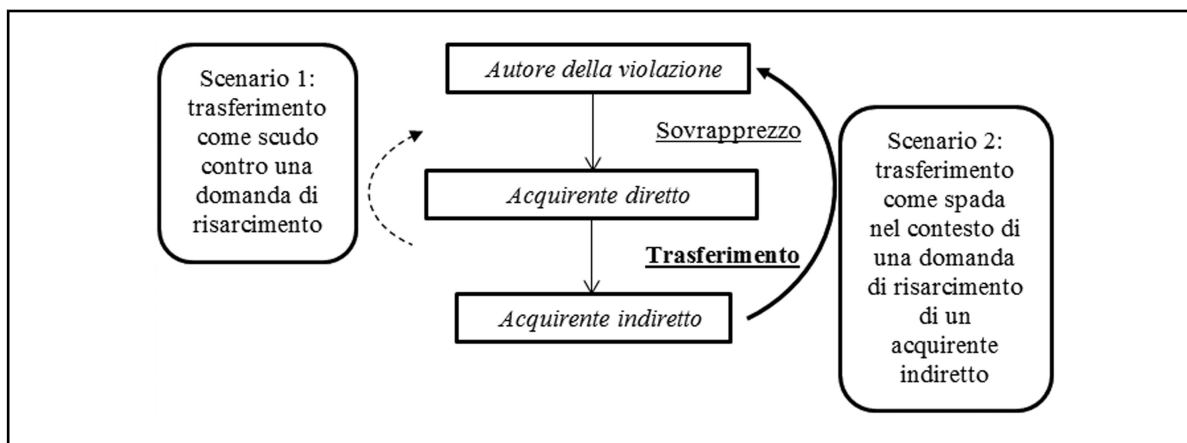 Scenario 1:
trasferimento
come scudo
contro una
domanda di
risarcimento
Autore della violazione
Sovrapprezzo
Acquirente diretto
Trasferimento
Acquirente indiretto
Scenario 2:
trasferimento
come spada
nel contesto di
una domanda
di risarcimento
di un
acquirente
indiretto